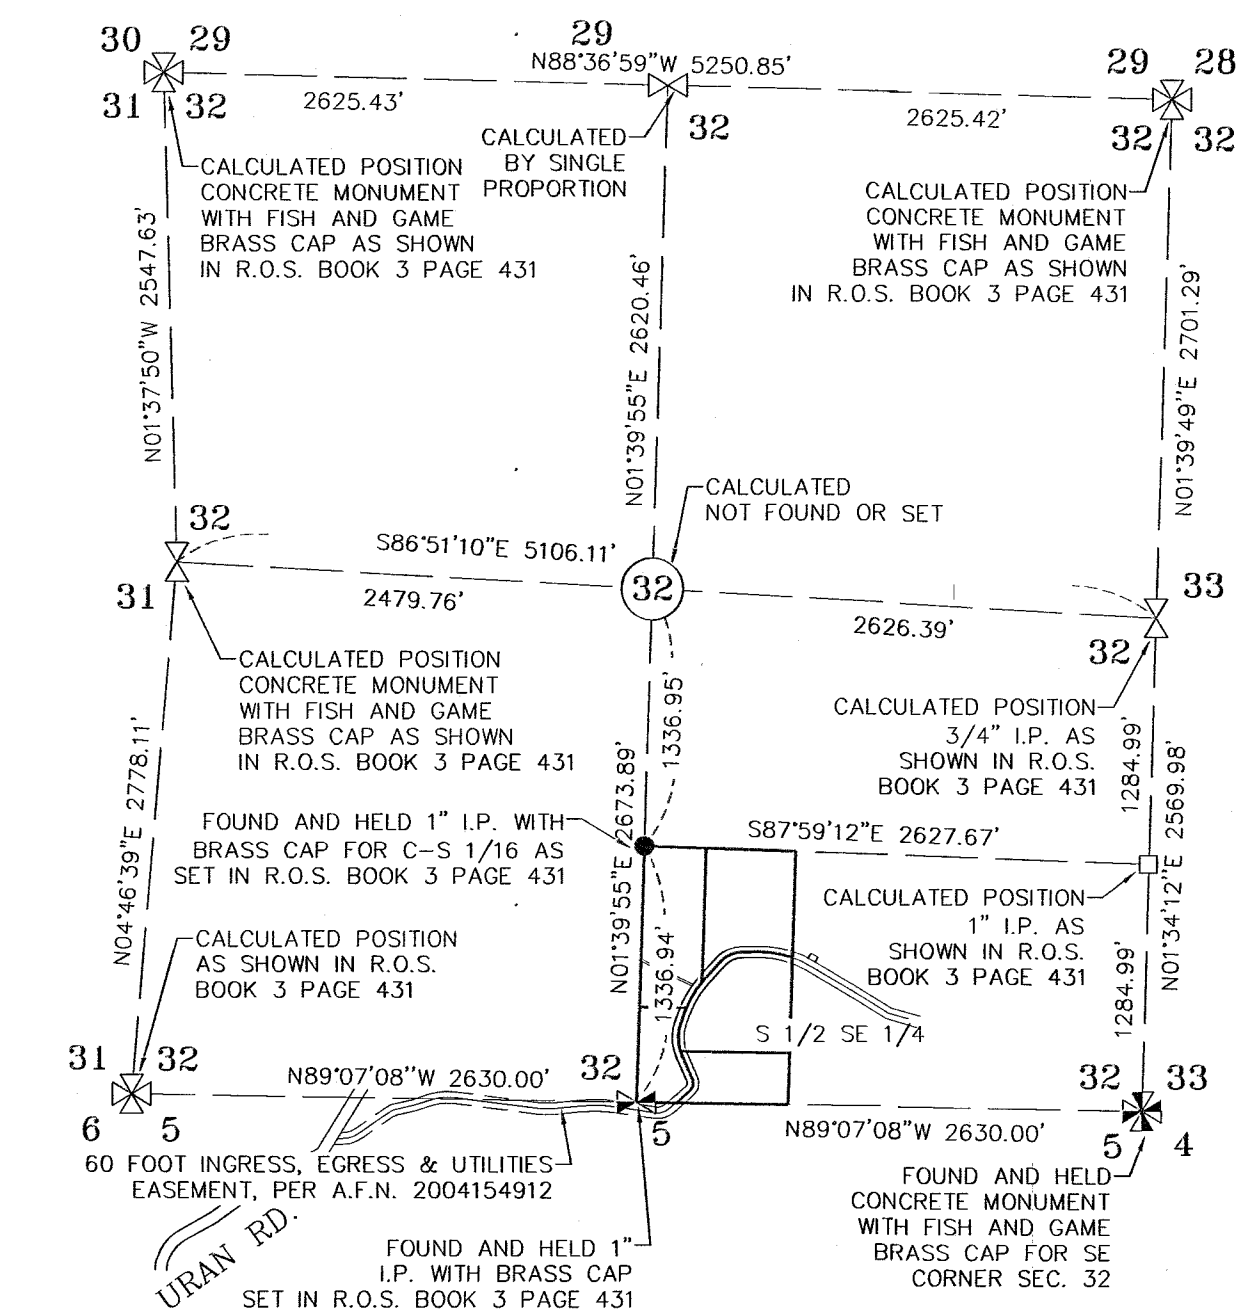 30 29
29
N88°36'59"W 5250.85'
29 28
31 32
2625.43'
2625.42'
32
32 32
CALCULATED
BY SINGLE
PROPORTION
CALCULATED POSITION
CONCRETE MONUMENT
WITH FISH AND GAME
BRASS CAP AS SHOWN
IN R.O.S. BOOK 3 PAGE 431
CALCULATED POSITION
CONCRETE MONUMENT
WITH FISH AND GAME
BRASS CAP AS SHOWN
IN R.O.S. BOOK 3 PAGE 431
N01°37'50"W 2547.63'
N01°39'55"E 2620.46'
N01°39'49"E 2701.29'
CALCULATED
NOT FOUND OR SET
32
S86°51'10"E 5106.11'
31
2479.76'
32
33
2626.39'
32
CALCULATED POSITION
CONCRETE MONUMENT
WITH FISH AND GAME
BRASS CAP AS SHOWN
IN R.O.S. BOOK 3 PAGE 431
1336.95'
CALCULATED POSITION
3/4" I.P. AS
SHOWN IN R.O.S.
BOOK 3 PAGE 431
1284.99'
N04°46'39"E 2778.11'
FOUND AND HELD 1" I.P. WITH
BRASS CAP FOR C-S 1/16 AS
SET IN R.O.S. BOOK 3 PAGE 431
N01°39'55"E 2673.89'
S87°59'12"E 2627.67'
N01°34'12"E 2569.98'
CALCULATED POSITION
1" I.P. AS
SHOWN IN R.O.S.
BOOK 3 PAGE 431
CALCULATED POSITION
AS SHOWN IN R.O.S.
BOOK 3 PAGE 431
1336.94'
1284.99'
S 1/2 SE 1/4
31 32
N89°07'08"W 2630.00'
32
32 33
6 5
5
N89°07'08"W 2630.00'
5 4
60 FOOT INGRESS, EGRESS & UTILITIES
EASEMENT, PER A.F.N. 2004154912
URAN RD.
FOUND AND HELD 1"
I.P. WITH BRASS CAP
SET IN R.O.S. BOOK 3 PAGE 431
FOUND AND HELD
CONCRETE MONUMENT
WITH FISH AND GAME
BRASS CAP FOR SE
CORNER SEC. 32